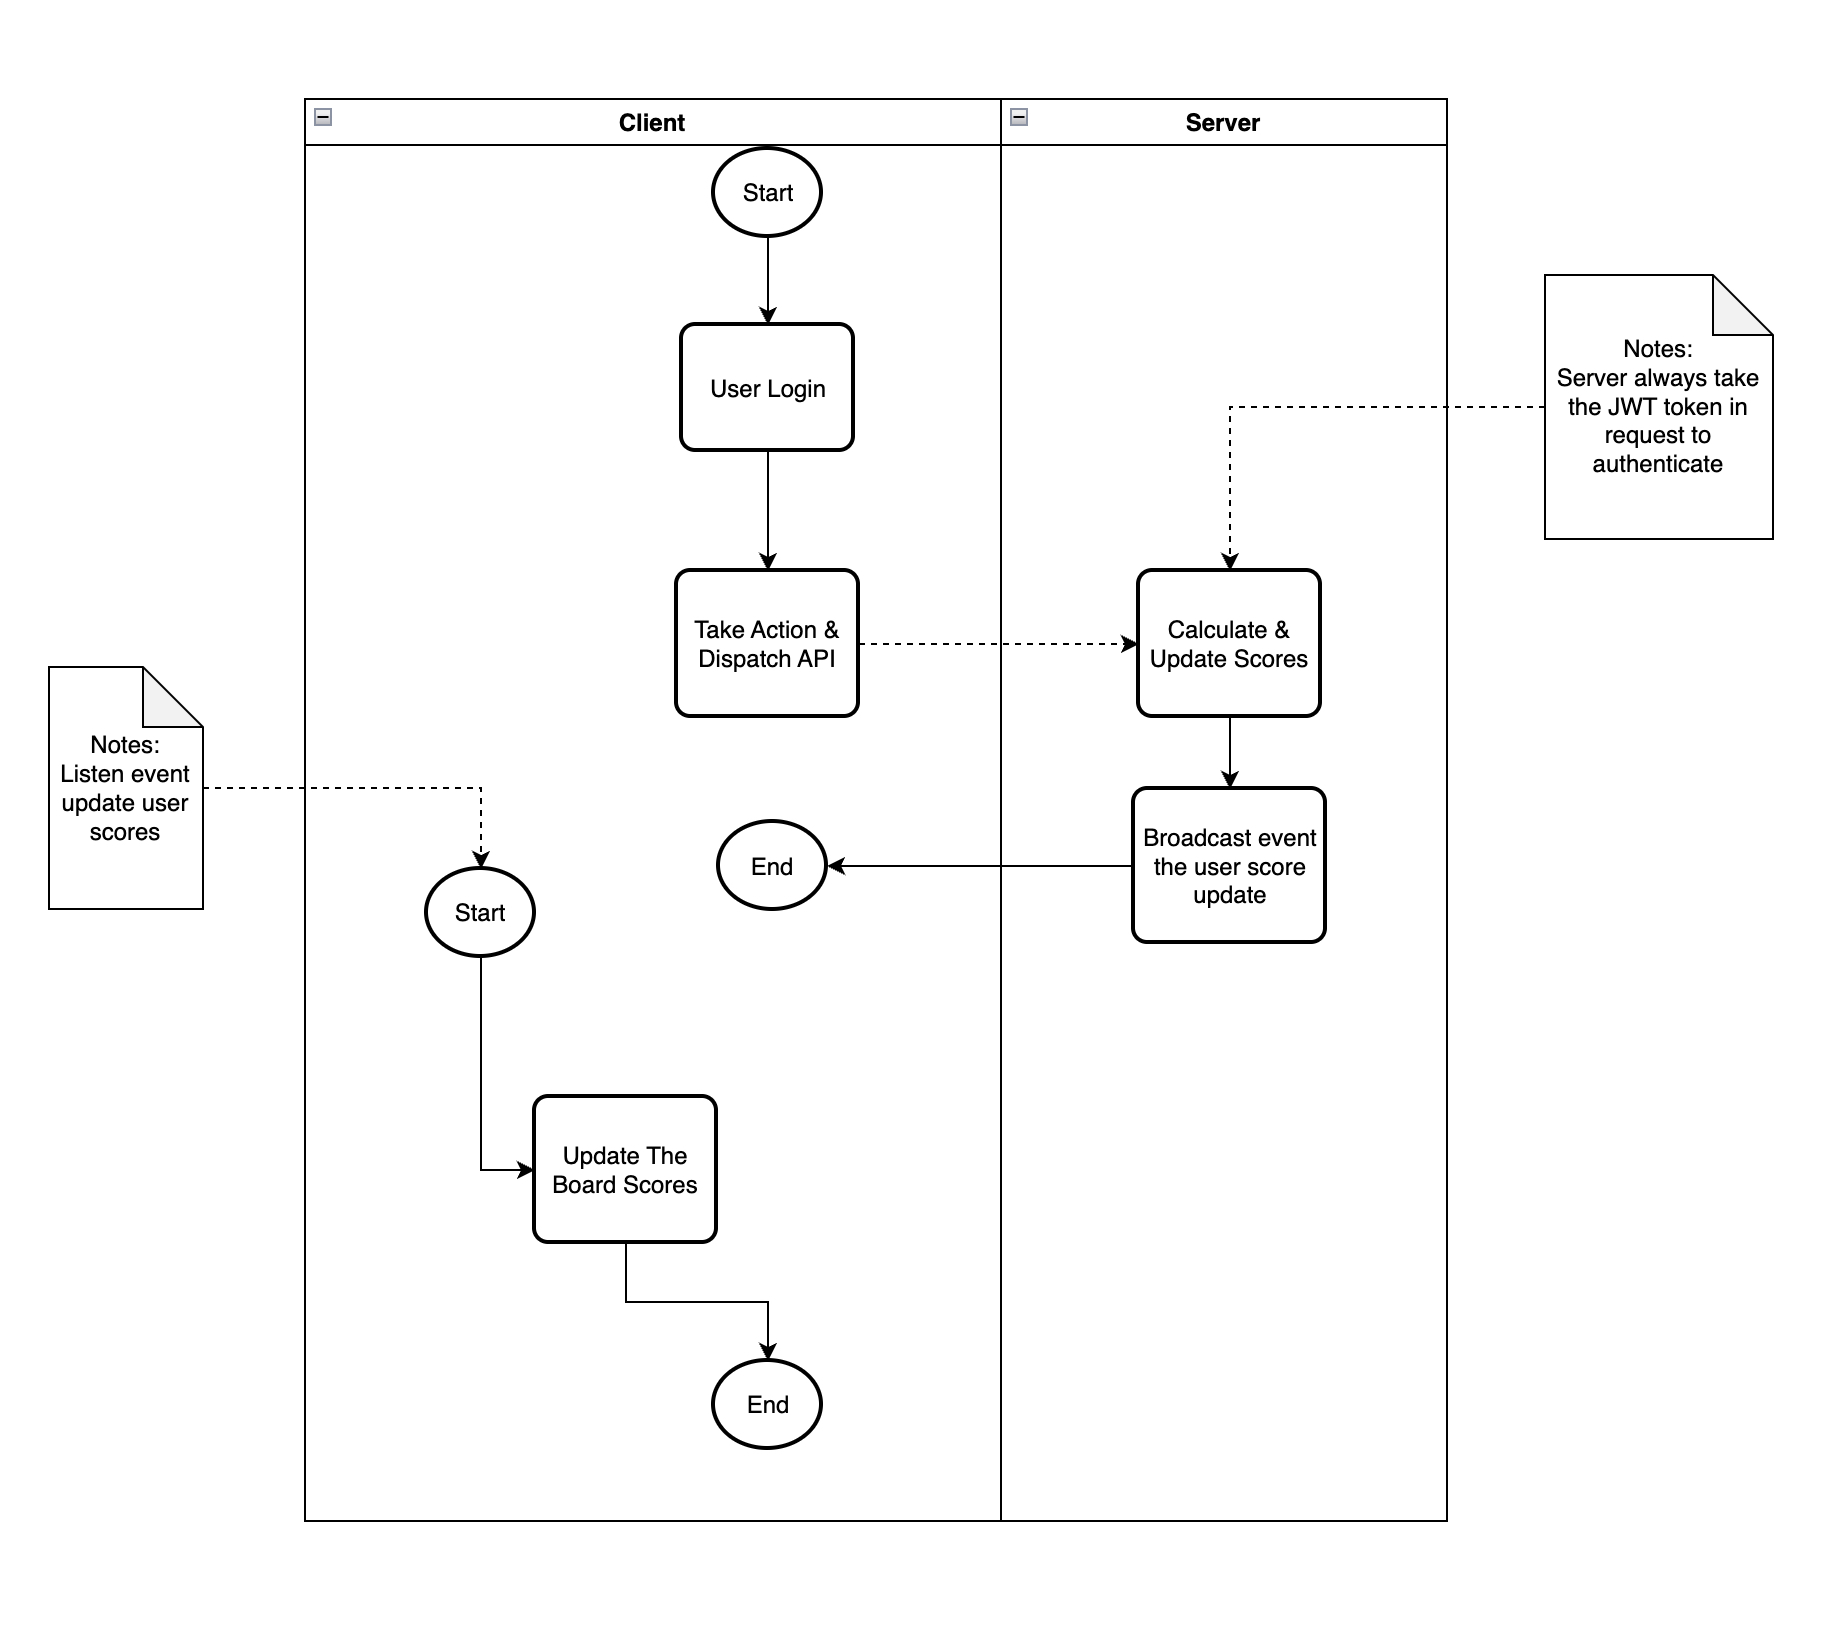 Client
Server
Start
User Login
Notes:
Server always take
the JWT token in
request to
authenticate
Take Action &
Dispatch API
Calculate &
Update Scores
Notes:
Listen event
update user
scores
Broadcast event
the user score
update
End
Start
Update The
Board Scores
End